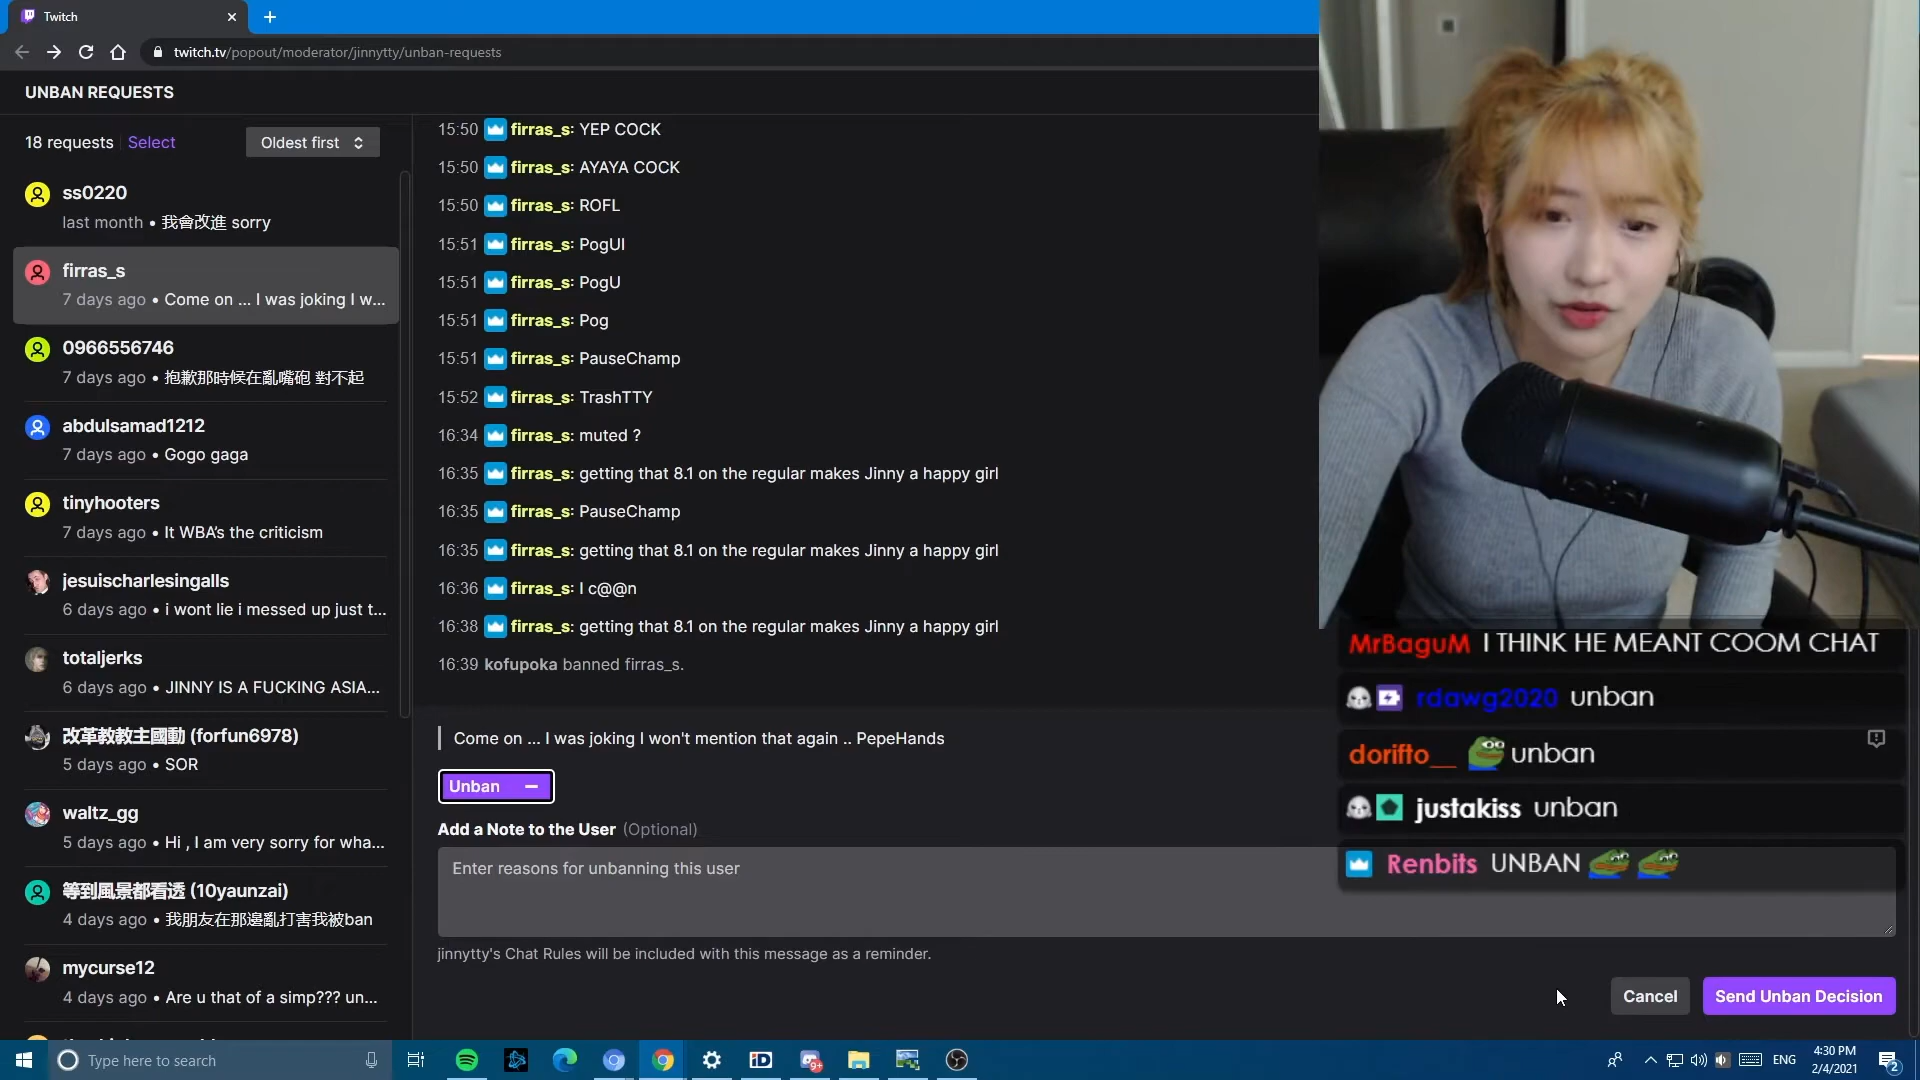 Twitch
twitch.tv/popout/moderator/jinnytty/unban-requests
UNBAN REQUESTS
18 requests Select Oldest first
ss0220
last month • 我會改進 sorry
firras_s
7 days ago • Come on ... I was joking I w...
0966556746
7 days ago • 抱歉那時候在亂嘴砲 對不起
abdulsamad1212
7 days ago • Gogo gaga
tinyhooters
7 days ago • It WBA's the criticism
jesuischarlesingalls
6 days ago • i wont lie i messed up just t...
totaljerks
6 days ago • JINNY IS A FUCKING ASIA...
改革教教主國動 (forfun6978)
5 days ago • SOR
waltz_gg
5 days ago • Hi , I am very sorry for wha...
等到風景都看透 (10yaunzai)
4 days ago • 我朋友在那邊亂打害我被ban
mycurse12
4 days ago • Are u that of a simp??? un...
15:50 firras_s: YEP COCK
15:50 firras_s: AYAYA COCK
15:50 firras_s: ROFL
15:51 firras_s: PogUI
15:51 firras_s: PogU
15:51 firras_s: Pog
15:51 firras_s: PauseChamp
15:52 firras_s: TrashTTY
16:34 firras_s: muted ?
16:35 firras_s: getting that 8.1 on the regular makes Jinny a happy girl
16:35 firras_s: PauseChamp
16:35 firras_s: getting that 8.1 on the regular makes Jinny a happy girl
16:36 firras_s: I c@@n
16:38 firras_s: getting that 8.1 on the regular makes Jinny a happy girl
16:39 kofupoka banned firras_s.
Come on ... I was joking I won't mention that again .. PepeHands
Unban
Add a Note to the User (Optional)
Enter reasons for unbanning this user
jinnytty's Chat Rules will be included with this message as a reminder.
Cancel Send Unban Decision
MrBaguM I THINK HE MEANT COOM CHAT
rdawg2020 unban
doriffo__ unban
justakiss unban
Renbits UNBAN
Type here to search
iD
9+
ENG
4:30 PM
2/4/2021
2